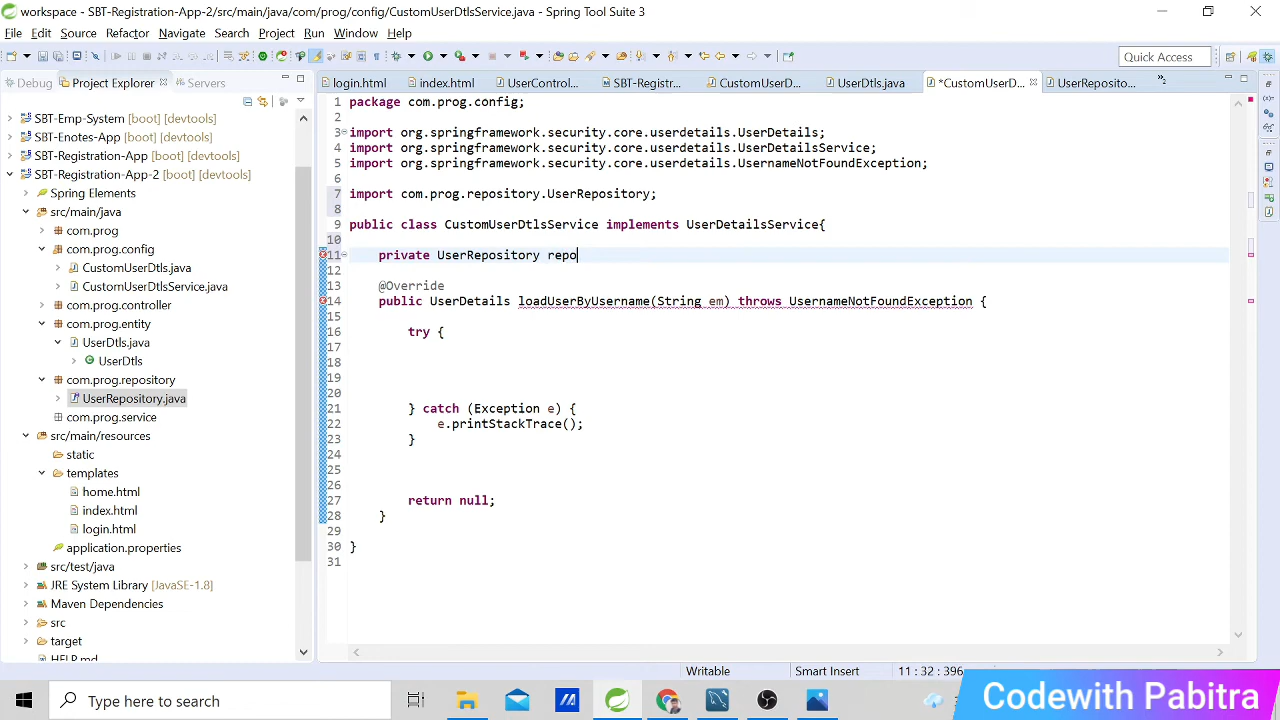 workspace - SBT-Registration-App-2/src/main/java/com/prog/config/CustomUserDtlsService.java - Spring Tool Suite 3
File Edit Source Refactor Navigate Search Project Run Window Help
Quick Access
Debug Project Explorer Servers
login.html index.html UserControl... SBT-Registr... CustomUserD... UserDtls.java *CustomUserD... UserReposito...
SBT-Emp-System [boot] [devtools]
SBT-Enotes-App [boot] [devtools]
SBT-Registration-App [boot] [devtools]
SBT-Registration-App-2 [boot] [devtools]
Spring Elements
src/main/java
com.prog
com.prog.config
CustomUserDtls.java
CustomUserDtlsService.java
com.prog.controller
com.prog.entity
UserDtls.java
UserDtls
com.prog.repository
UserRepository.java
com.prog.service
src/main/resources
static
templates
home.html
index.html
login.html
application.properties
src/test/java
JRE System Library [JavaSE-1.8]
Maven Dependencies
src
target
HELP.md
1 package com.prog.config;
2
3 import org.springframework.security.core.userdetails.UserDetails;
4 import org.springframework.security.core.userdetails.UserDetailsService;
5 import org.springframework.security.core.userdetails.UsernameNotFoundException;
6
7 import com.prog.repository.UserRepository;
8
9 public class CustomUserDtlsService implements UserDetailsService{
10
11 private UserRepository repo
12
13 @Override
14 public UserDetails loadUserByUsername(String em) throws UsernameNotFoundException {
15
16 try {
17
18
19
20
21 } catch (Exception e) {
22 e.printStackTrace();
23 }
24
25
26
27 return null;
28 }
29
30 }
31
Writable Smart Insert 11 : 32 : 396
Type here to search
Codewith Pabitra